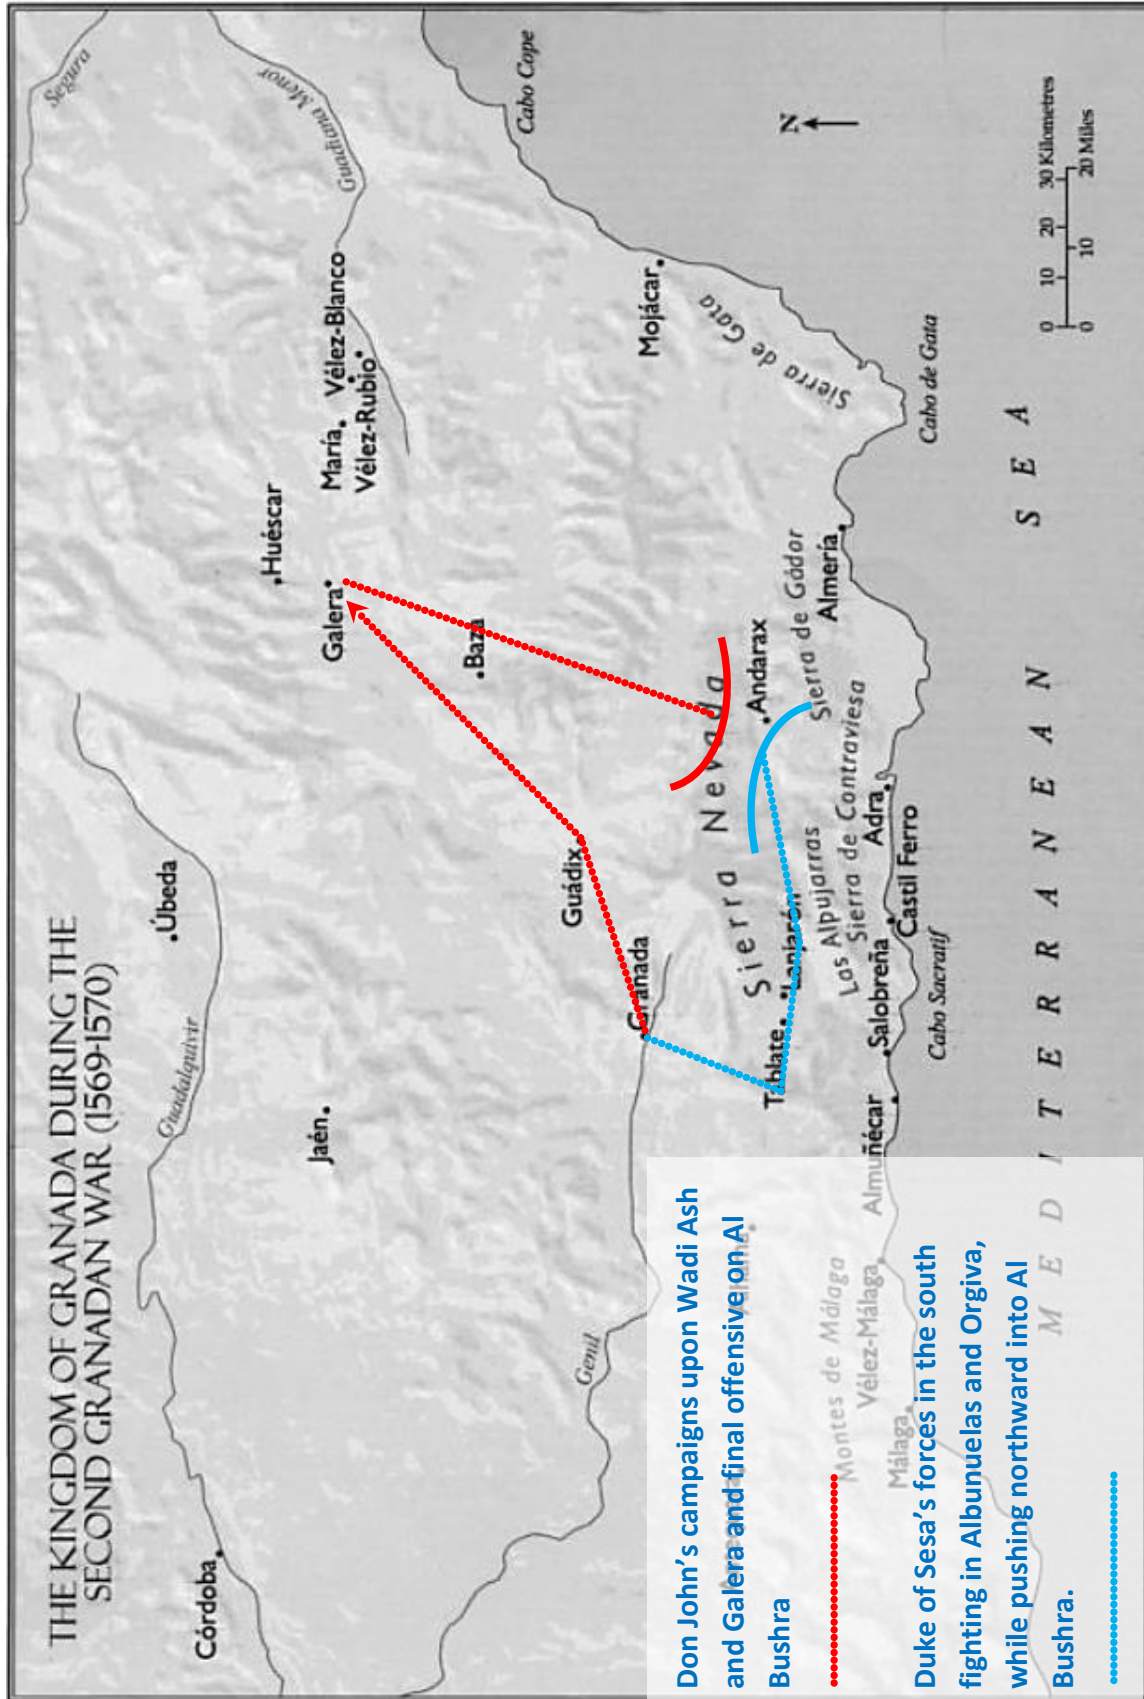 THE KINGDOM OF GRANADA DURING THE
SECOND GRANADAN WAR (1569-1570)
Segura
Guadiana Menor
Cabo Cope
Guadalquivir
Úbeda
Córdoba
Jaén
Huéscar
Galera
María
Vélez-Blanco
Vélez-Rubio
Baza
Guádix
Granada
Genil
Mojácar
Sierra de Gata
Cabo de Gata
Sierra Nevada
Andarax
Sierra de Gádor
Almería
Tablate
Lanjarón
Las Alpujarras
Sierra de Contraviesa
Adra
Castil Ferro
Salobreña
Cabo Sacratif
Almuñécar
Montes de Málaga
Vélez-Málaga
Málaga
MEDITERRANEAN SEA
N
0 10 20 30 Kilometres
0 10 20 Miles
Don John's campaigns upon Wadi Ash
and Galera and final offensive on Al
Bushra
Duke of Sesa's forces in the south
fighting in Albunuelas and Orgiva,
while pushing northward into Al
Bushra.